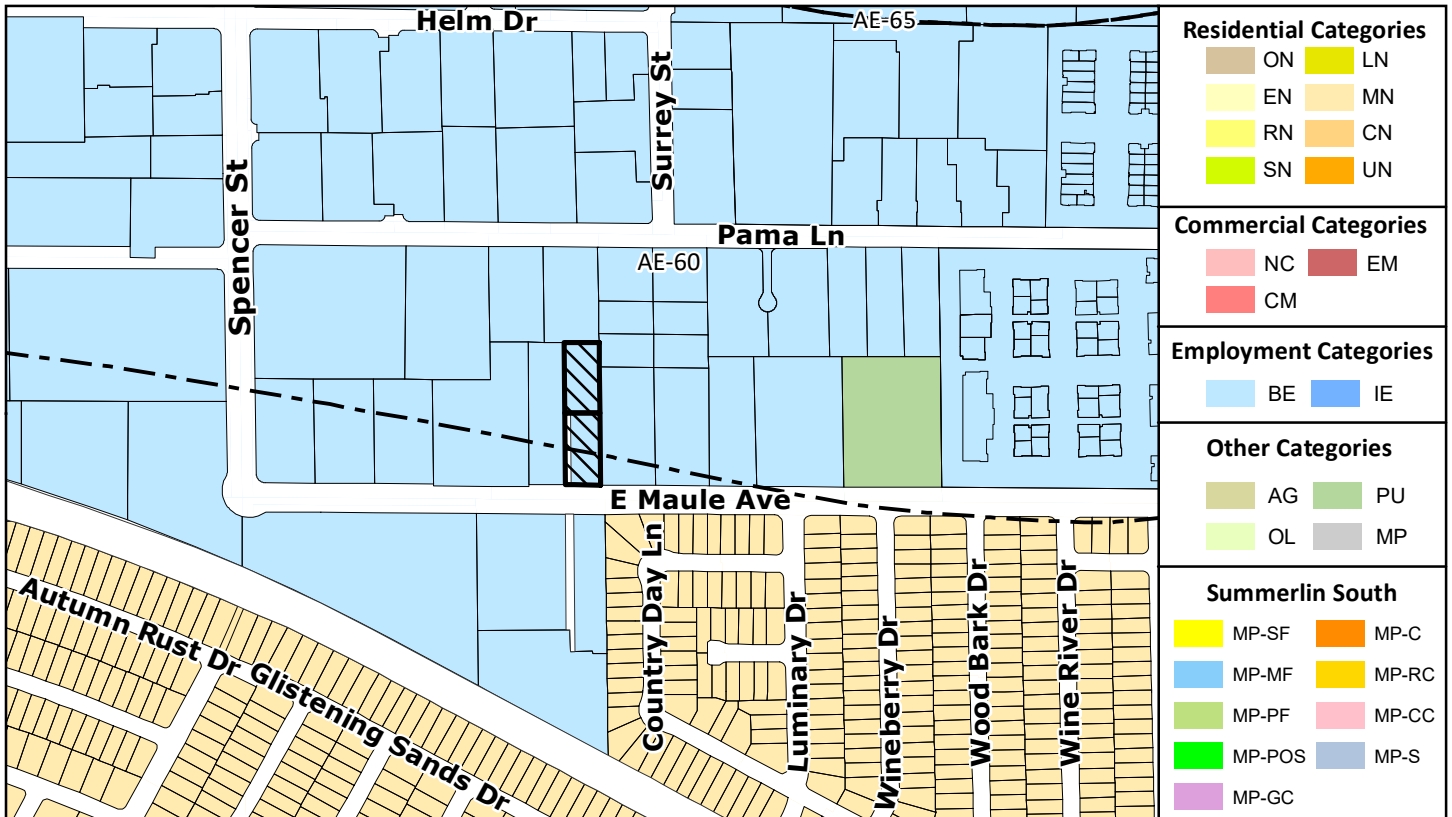 Helm Dr
AE-65
Surrey St
Spencer St
Pama Ln
AE-60
E Maule Ave
Country Day Ln
Luminary Dr
Wineberry Dr
Wood Bark Dr
Wine River Dr
Autumn Rust Dr
Glistening Sands Dr
Residential Categories
ON LN
EN MN
RN CN
SN UN
Commercial Categories
NC EM
CM
Employment Categories
BE IE
Other Categories
AG PU
OL MP
Summerlin South
MP-SF MP-C
MP-MF MP-RC
MP-PF MP-CC
MP-POS MP-S
MP-GC